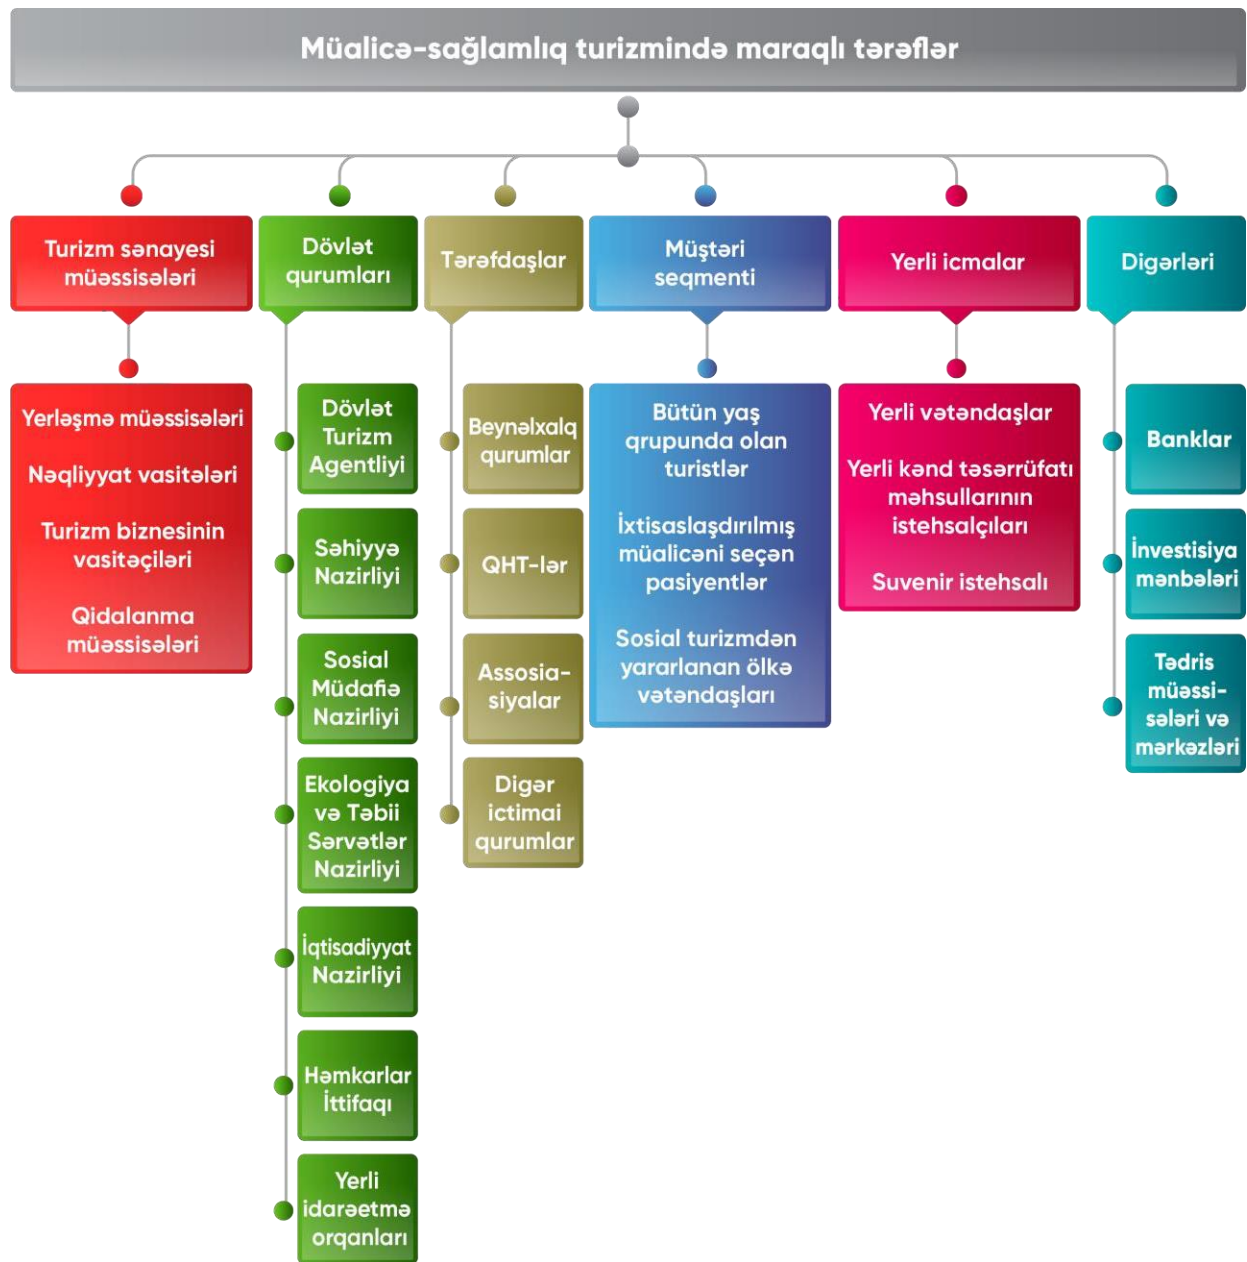 Müalicə-sağlamlıq turizmində maraqlı tərəflər
Turizm sənayesi
müəssisələri
Yerləşmə müəssisələri
Nəqliyyat vasitələri
Turizm biznesinin
vasitəçiləri
Qidalanma
müəssisələri
Dövlət
qurumları
Dövlət
Turizm
Agentliyi
Səhiyyə
Nazirliyi
Sosial
Müdafiə
Nazirliyi
Ekologiya
və Təbii
Sərvətlər
Nazirliyi
İqtisadiyyat
Nazirliyi
Həmkarlar
İttifaqı
Yerli
idarəetmə
orqanları
Tərəfdaşlar
Beynəlxalq
qurumlar
QHT-lər
Assosia-
siyalar
Digər
ictimai
qurumlar
Müştəri
seqmenti
Bütün yaş
qrupunda olan
turistlər
İxtisaslaşdırılmış
müalicəni seçən
pasiyentlər
Sosial turizmdən
yararlanan ölkə
vətəndaşları
Yerli icmalar
Yerli vətəndaşlar
Yerli kənd təsərrüfatı
məhsullarının
istehsalçıları
Suvenir istehsalı
Digərləri
Banklar
İnvestisiya
mənbələri
Tədris
müəssi-
sələri və
mərkəzləri